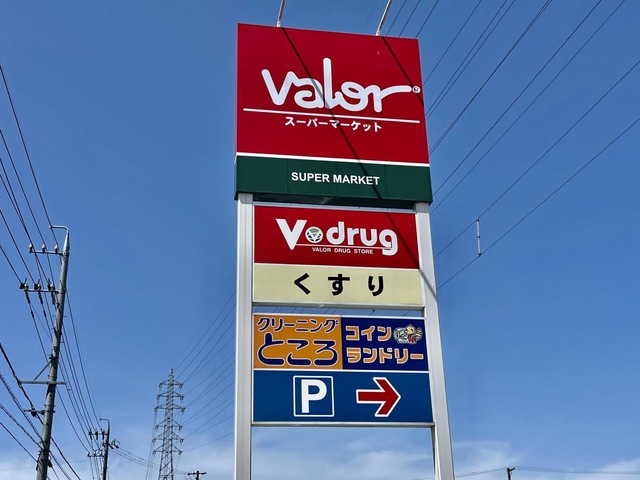 valor
スーパーマーケット
SUPER MARKET
V drug
VALOR DRUG STORE
くすり
クリーニング
ところ
コイン
ランドリー
P